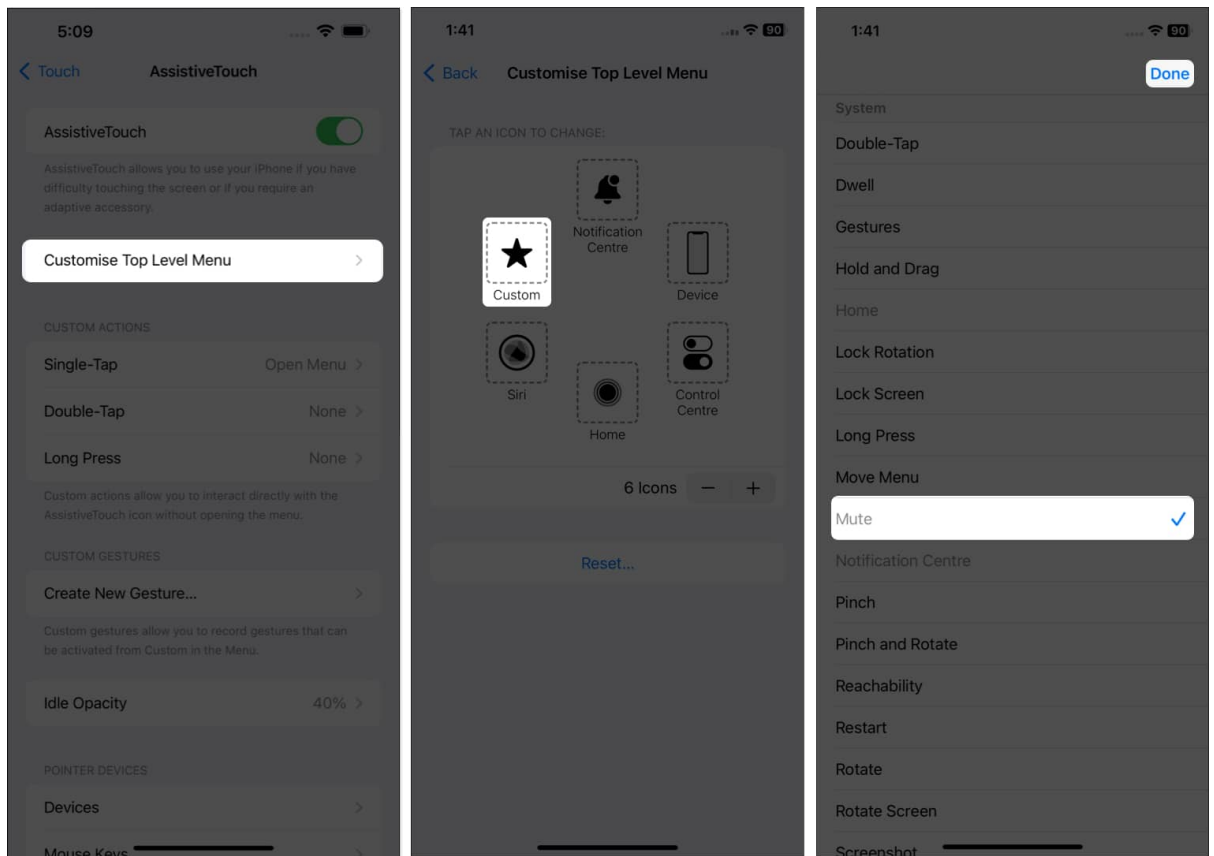 5:09
Touch
AssistiveTouch
AssistiveTouch
AssistiveTouch allows you to use your iPhone if you have
difficulty touching the screen or if you require an
adaptive accessory.
Customise Top Level Menu
CUSTOM ACTIONS
Single-Tap Open Menu
Double-Tap None
Long Press None
Custom actions allow you to interact directly with the
AssistiveTouch icon without opening the menu.
CUSTOM GESTURES
Create New Gesture...
Custom gestures allow you to record gestures that can
be activated from Custom in the Menu.
Idle Opacity 40%
POINTER DEVICES
Devices
Mouse Keys
1:41 90
Back
Customise Top Level Menu
TAP AN ICON TO CHANGE:
Notification
Centre
Custom
Device
Siri
Control
Centre
Home
6 Icons − +
Reset...
1:41 90
Done
System
Double-Tap
Dwell
Gestures
Hold and Drag
Home
Lock Rotation
Lock Screen
Long Press
Move Menu
Mute
Notification Centre
Pinch
Pinch and Rotate
Reachability
Restart
Rotate
Rotate Screen
Screenshot